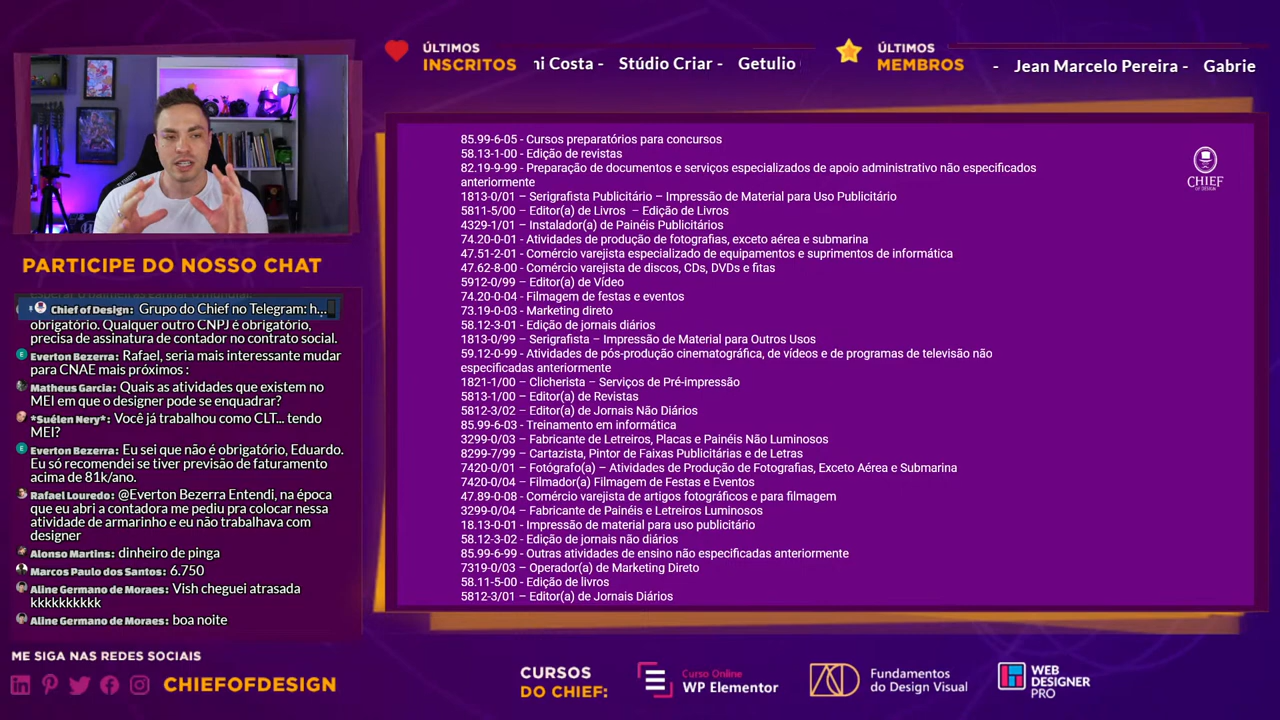 ÚLTIMOS
INSCRITOS
ni Costa - Stúdio Criar - Getulio
ÚLTIMOS
MEMBROS
- Jean Marcelo Pereira - Gabrie
85.99-6-05 - Cursos preparatórios para concursos
58.13-1-00 - Edição de revistas
82.19-9-99 - Preparação de documentos e serviços especializados de apoio administrativo não especificados
anteriormente
1813-0/01 – Serigrafista Publicitário – Impressão de Material para Uso Publicitário
5811-5/00 – Editor(a) de Livros – Edição de Livros
4329-1/01 – Instalador(a) de Painéis Publicitários
74.20-0-01 - Atividades de produção de fotografias, exceto aérea e submarina
47.51-2-01 - Comércio varejista especializado de equipamentos e suprimentos de informática
47.62-8-00 - Comércio varejista de discos, CDs, DVDs e fitas
5912-0/99 – Editor(a) de Vídeo
74.20-0-04 - Filmagem de festas e eventos
73.19-0-03 - Marketing direto
58.12-3-01 - Edição de jornais diários
1813-0/99 – Serigrafista – Impressão de Material para Outros Usos
59.12-0-99 - Atividades de pós-produção cinematográfica, de vídeos e de programas de televisão não
especificadas anteriormente
1821-1/00 – Clicherista – Serviços de Pré-impressão
5813-1/00 – Editor(a) de Revistas
5812-3/02 – Editor(a) de Jornais Não Diários
85.99-6-03 - Treinamento em informática
3299-0/03 – Fabricante de Letreiros, Placas e Painéis Não Luminosos
8299-7/99 – Cartazista, Pintor de Faixas Publicitárias e de Letras
7420-0/01 – Fotógrafo(a) – Atividades de Produção de Fotografias, Exceto Aérea e Submarina
7420-0/04 – Filmador(a) Filmagem de Festas e Eventos
47.89-0-08 - Comércio varejista de artigos fotográficos e para filmagem
3299-0/04 – Fabricante de Painéis e Letreiros Luminosos
18.13-0-01 - Impressão de material para uso publicitário
58.12-3-02 - Edição de jornais não diários
85.99-6-99 - Outras atividades de ensino não especificadas anteriormente
7319-0/03 – Operador(a) de Marketing Direto
58.11-5-00 - Edição de livros
5812-3/01 – Editor(a) de Jornais Diários
CHIEF
OF DESIGN
PARTICIPE DO NOSSO CHAT
Chief of Design: Grupo do Chief no Telegram: h...
obrigatório. Qualquer outro CNPJ é obrigatório,
precisa de assinatura de contador no contrato social.
Everton Bezerra: Rafael, seria mais interessante mudar
para CNAE mais próximos :
Matheus Garcia: Quais as atividades que existem no
MEI em que o designer pode se enquadrar?
*Suélen Nery*: Você já trabalhou como CLT... tendo
MEI?
Everton Bezerra: Eu sei que não é obrigatório, Eduardo.
Eu só recomendei se tiver previsão de faturamento
acima de 81k/ano.
Rafael Louredo: @Everton Bezerra Entendi, na época
que eu abri a contadora me pediu pra colocar nessa
atividade de armarinho e eu não trabalhava com
designer
Alonso Martins: dinheiro de pinga
Marcos Paulo dos Santos: 6.750
Aline Germano de Moraes: Vish cheguei atrasada
kkkkkkkkkk
Aline Germano de Moraes: boa noite
ME SIGA NAS REDES SOCIAIS
CHIEFOFDESIGN
CURSOS
DO CHIEF:
Curso Online
WP Elementor
Fundamentos
do Design Visual
WEB
DESIGNER
PRO